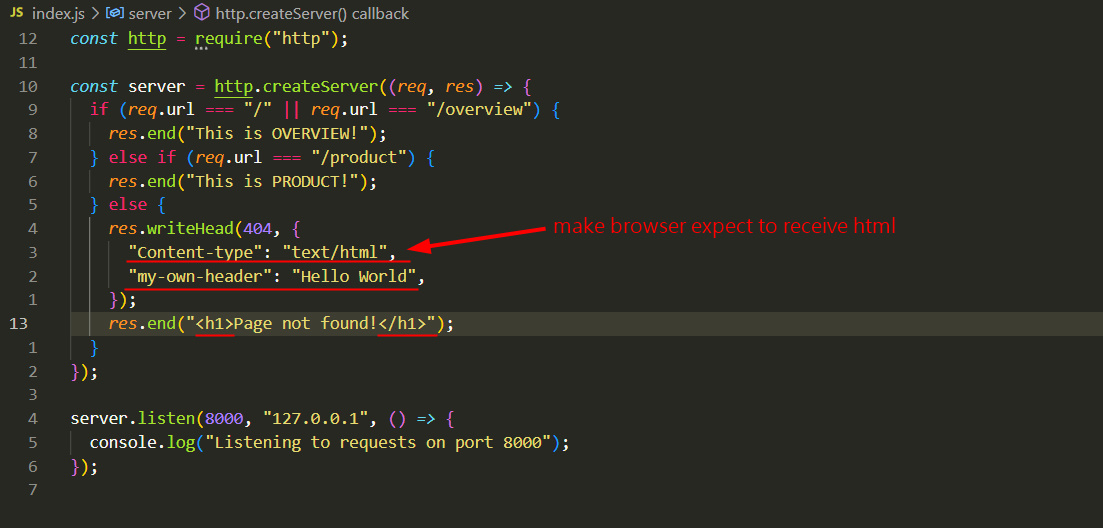 JS index.js > server > http.createServer() callback
12 const http = require("http");
11
10 const server = http.createServer((req, res) => {
9 if (req.url === "/" || req.url === "/overview") {
8 res.end("This is OVERVIEW!");
7 } else if (req.url === "/product") {
6 res.end("This is PRODUCT!");
5 } else {
4 res.writeHead(404, {
make browser expect to receive html
3 "Content-type": "text/html",
2 "my-own-header": "Hello World",
1 });
13 res.end("<h1>Page not found!</h1>");
1 }
2 });
3
4 server.listen(8000, "127.0.0.1", () => {
5 console.log("Listening to requests on port 8000");
6 });
7